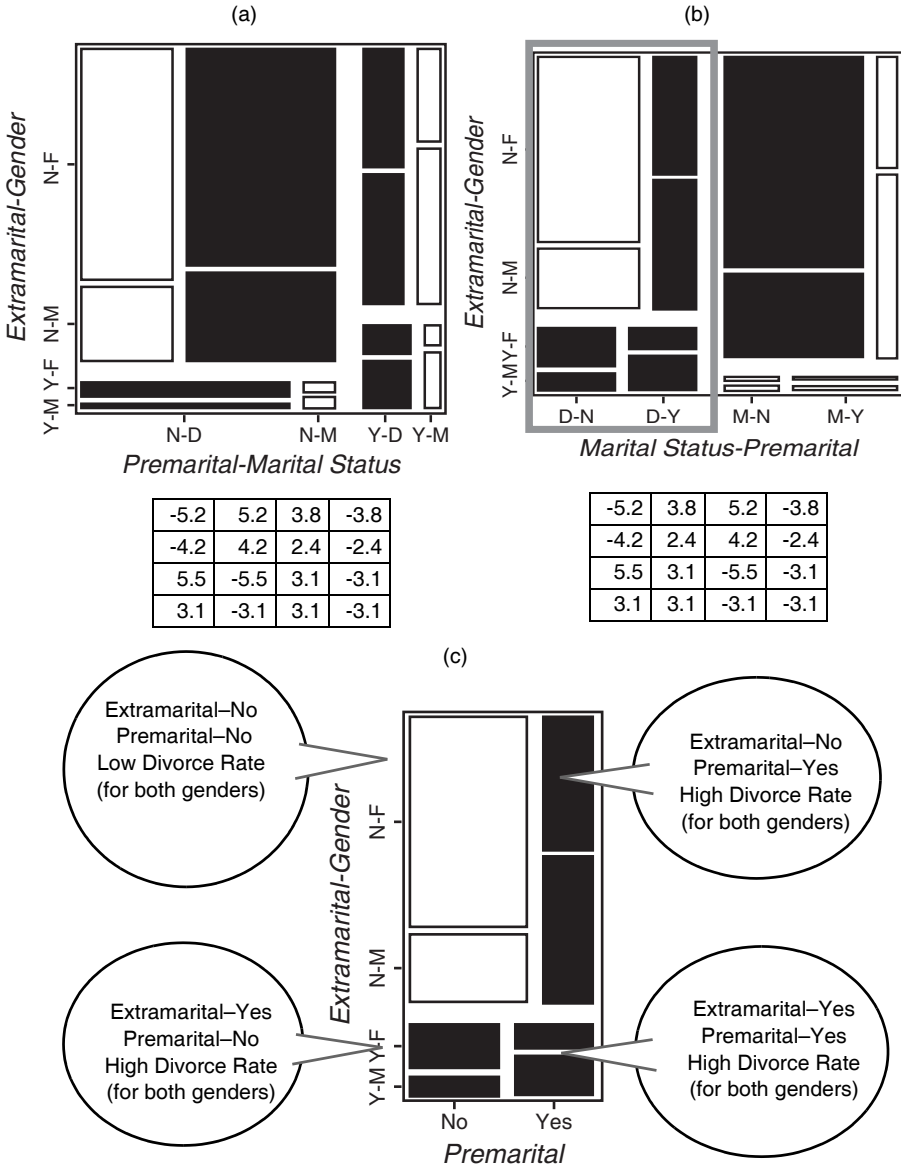 (a)
Extramarital-Gender
N-F
N-M
Y-F
Y-M
N-D N-M Y-D Y-M
Premarital-Marital Status
-5.2 5.2 3.8 -3.8
-4.2 4.2 2.4 -2.4
5.5 -5.5 3.1 -3.1
3.1 -3.1 3.1 -3.1
(b)
Extramarital-Gender
N-F
N-M
Y-F
Y-M
D-N D-Y M-N M-Y
Marital Status-Premarital
-5.2 3.8 5.2 -3.8
-4.2 2.4 4.2 -2.4
5.5 3.1 -5.5 -3.1
3.1 3.1 -3.1 -3.1
(c)
Extramarital–No
Premarital–No
Low Divorce Rate
(for both genders)
Extramarital–No
Premarital–Yes
High Divorce Rate
(for both genders)
Extramarital-Gender
N-F
N-M
Y-F
Y-M
Extramarital–Yes
Premarital–No
High Divorce Rate
(for both genders)
Extramarital–Yes
Premarital–Yes
High Divorce Rate
(for both genders)
No Yes
Premarital